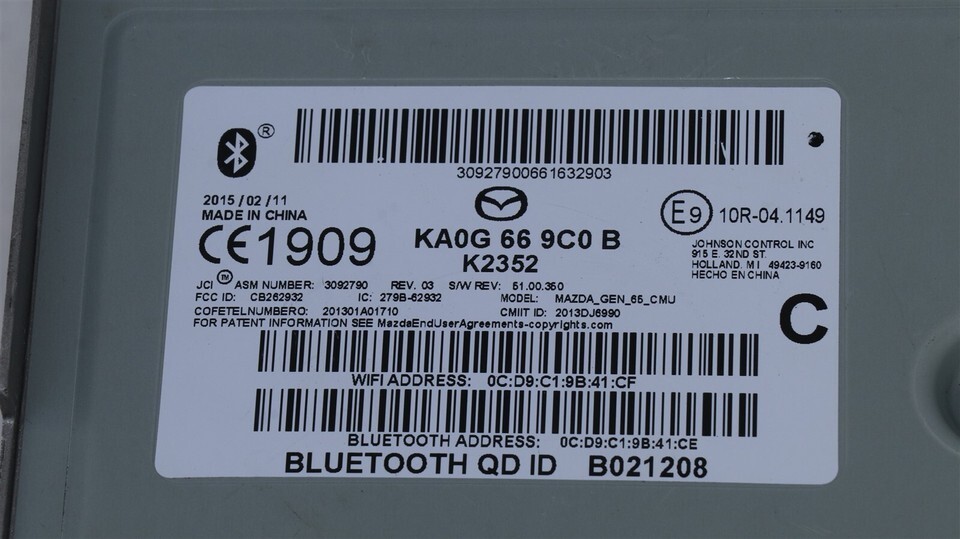 ®
30927900661632903
2015/02/11
MADE IN CHINA
CE1909
KA0G 66 9C0 B
K2352
E9 10R-04.1149
JOHNSON CONTROL INC
915 E. 32ND ST.
HOLLAND, MI 49423-9160
HECHO EN CHINA
JCI ™ ASM NUMBER: 3092790 REV. 03 S/W REV: 51.00.350
FCC ID: CB262932 IC: 279B-62932 MODEL: MAZDA_GEN_65_CMU
COFETELNUMBERO: 201301A01710 CMIIT ID: 2013DJ6990
FOR PATENT INFORMATION SEE MazdaEndUserAgreements-copyrights.com
C
WIFI ADDRESS: 0C:D9:C1:9B:41:CF
BLUETOOTH ADDRESS: 0C:D9:C1:9B:41:CE
BLUETOOTH QD ID B021208